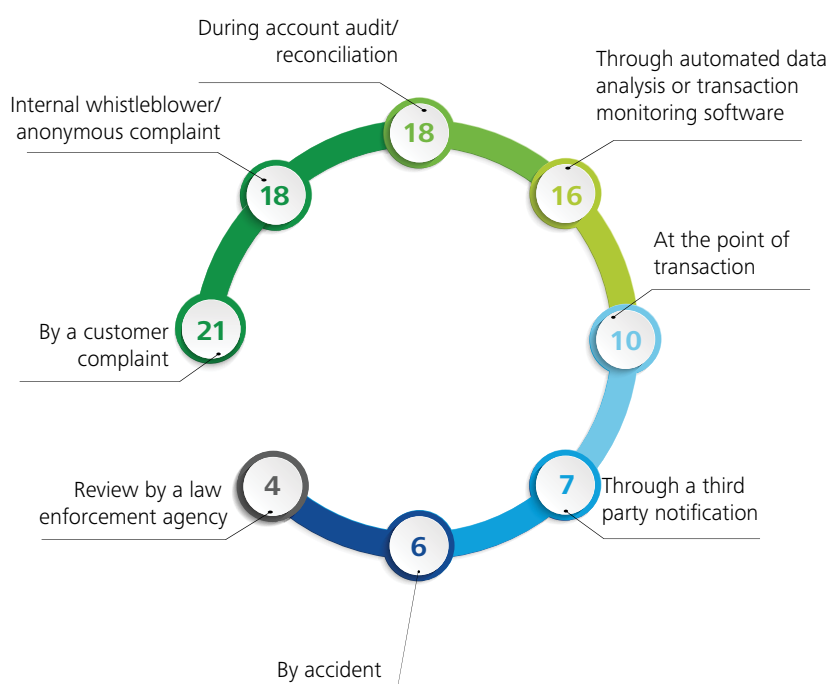 During account audit/
reconciliation
Through automated data
analysis or transaction
monitoring software
Internal whistleblower/
anonymous complaint
18
18
16
At the point of
transaction
By a customer
complaint
21
10
Review by a law
enforcement agency
4
7
Through a third
party notification
6
By accident